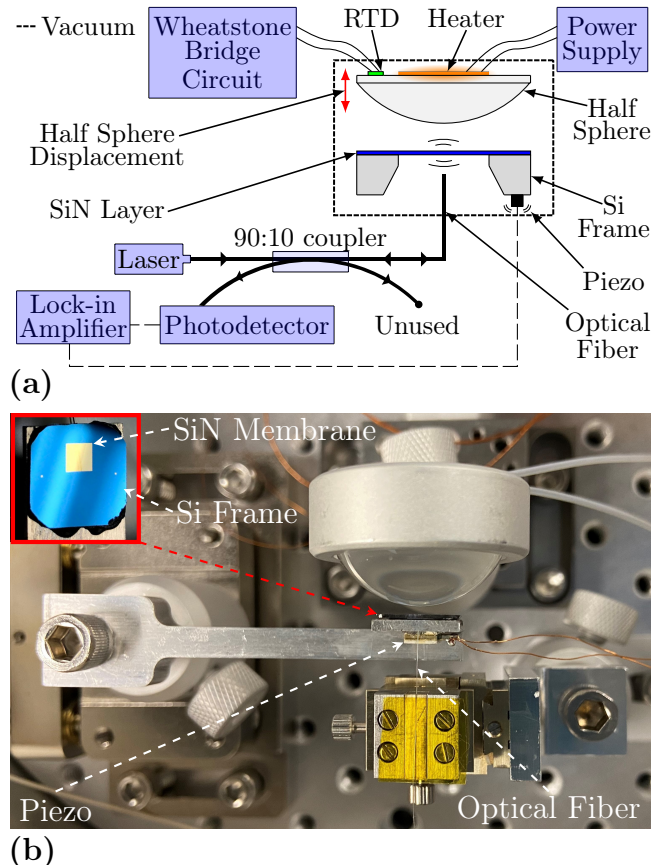 --- Vacuum
Wheatstone
Bridge
Circuit
RTD
Heater
Power
Supply
Half Sphere
Displacement
Half
Sphere
SiN Layer
Si
Frame
90:10 coupler
Laser
Piezo
Lock-in
Amplifier
Photodetector
Unused
Optical
Fiber
(a)
SiN Membrane
Si Frame
Piezo
Optical Fiber
(b)